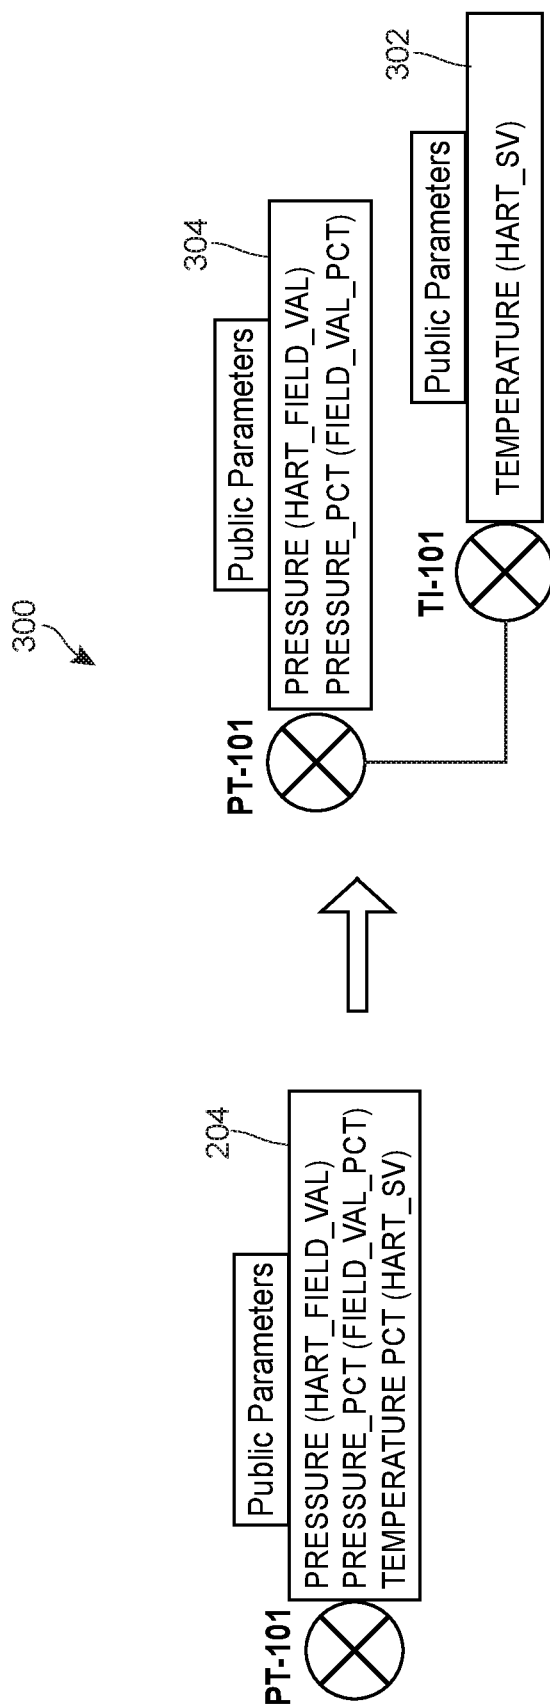 300
PT-101
Public Parameters
204
PRESSURE (HART_FIELD_VAL)
PRESSURE_PCT (FIELD_VAL_PCT)
TEMPERATURE PCT (HART_SV)
PT-101
Public Parameters
304
PRESSURE (HART_FIELD_VAL)
PRESSURE_PCT (FIELD_VAL_PCT)
TI-101
Public Parameters
302
TEMPERATURE (HART_SV)